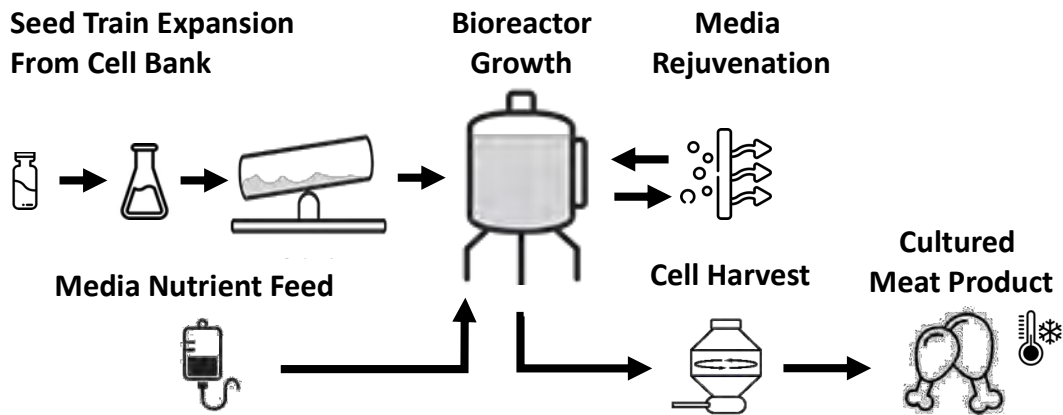 Seed Train Expansion
From Cell Bank
Bioreactor
Growth
Media
Rejuvenation
Media Nutrient Feed
Cell Harvest
Cultured
Meat Product